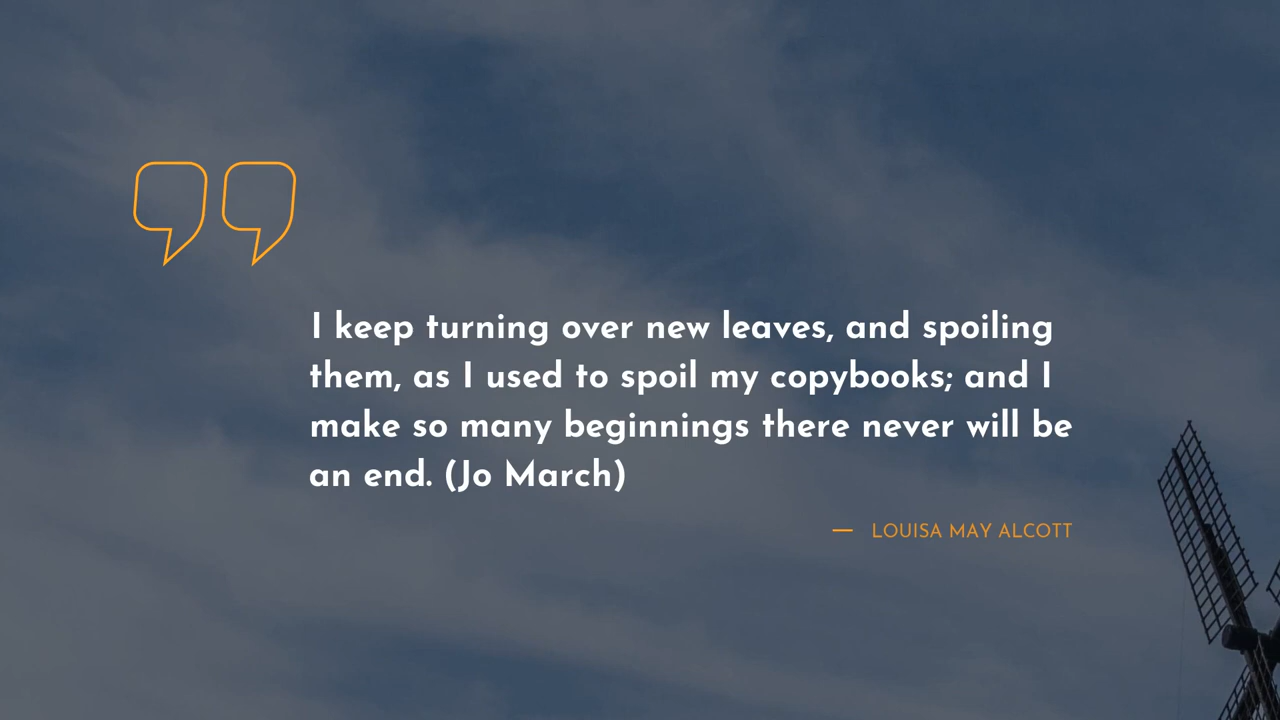 I keep turning over new leaves, and spoiling
them, as I used to spoil my copybooks; and I
make so many beginnings there never will be
an end. (Jo March)
— LOUISA MAY ALCOTT